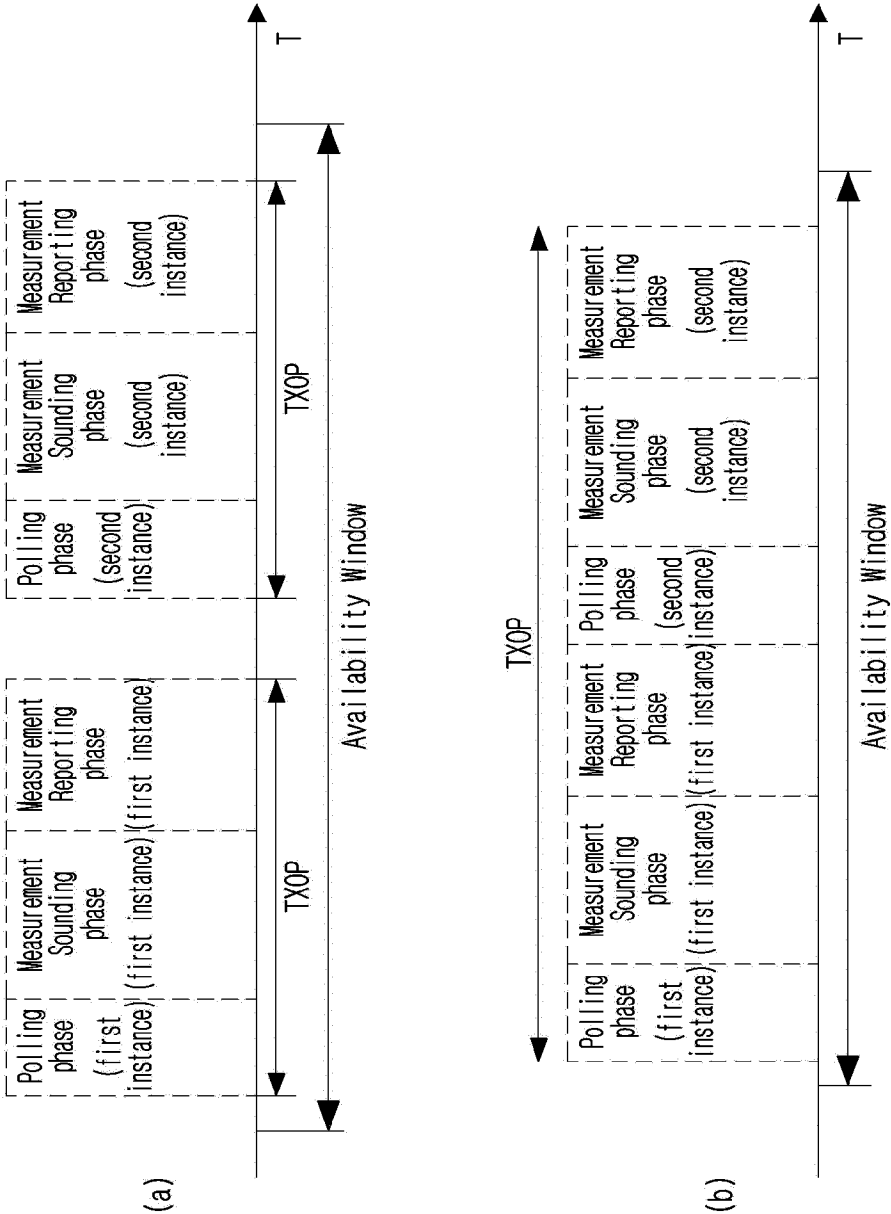 (a)
Polling
phase
(first
instance)
Measurement
Sounding
phase
(first instance)
Measurement
Reporting
phase
(first instance)
Polling
phase
(second
instance)
Measurement
Sounding
phase
(second
instance)
Measurement
Reporting
phase
(second
instance)
TXOP
TXOP
T
Availability Window
(b)
TXOP
Polling
phase
(first
instance)
Measurement
Sounding
phase
(first instance)
Measurement
Reporting
phase
(first instance)
Polling
phase
(second
instance)
Measurement
Sounding
phase
(second
instance)
Measurement
Reporting
phase
(second
instance)
T
Availability Window